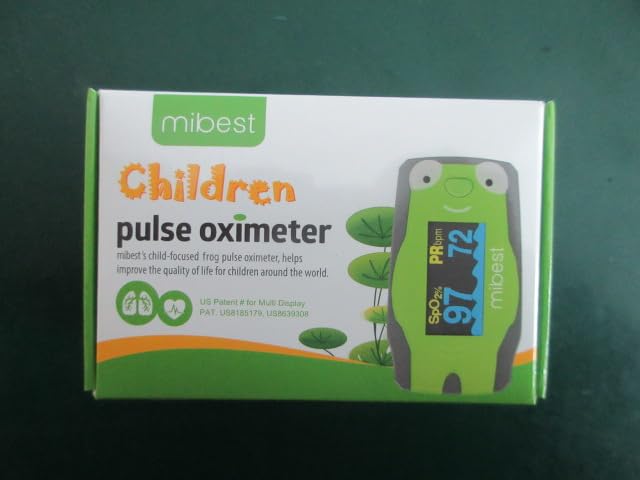 mibest
Children
pulse oximeter
mibest's child-focused frog pulse oximeter, helps
improve the quality of life for children around the world.
US Patent # for Multi Display
PAT. US8185179, US8639308
SpO2% PRbpm
97 72
mibest